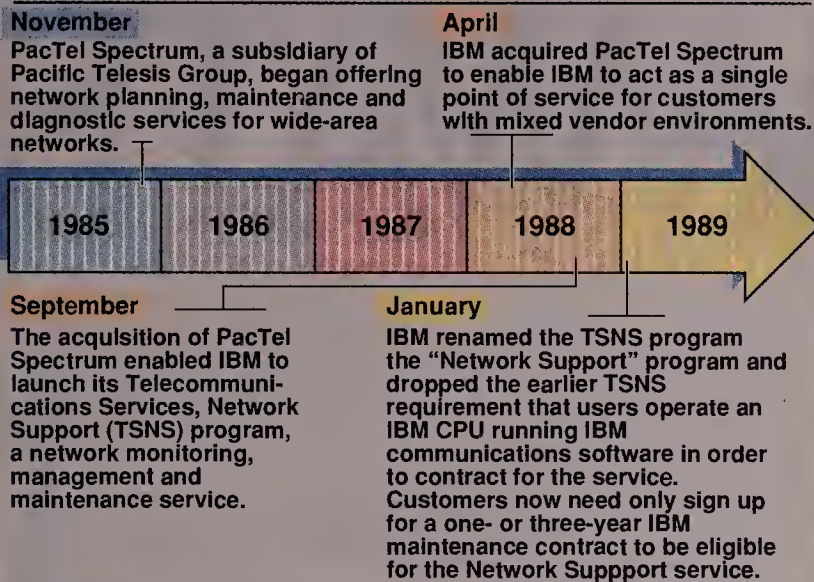 November
PacTel Spectrum, a subsidiary of
Pacific Telesis Group, began offering
network planning, maintenance and
diagnostic services for wide-area
networks.
April
IBM acquired PacTel Spectrum
to enable IBM to act as a single
point of service for customers
with mixed vendor environments.
1985 1986 1987 1988 1989
September
The acquisition of PacTel
Spectrum enabled IBM to
launch its Telecommuni-
cations Services, Network
Support (TSNS) program,
a network monitoring,
management and
maintenance service.
January
IBM renamed the TSNS program
the “Network Support” program and
dropped the earlier TSNS
requirement that users operate an
IBM CPU running IBM
communications software in order
to contract for the service.
Customers now need only sign up
for a one- or three-year IBM
maintenance contract to be eligible
for the Network Suppport service.